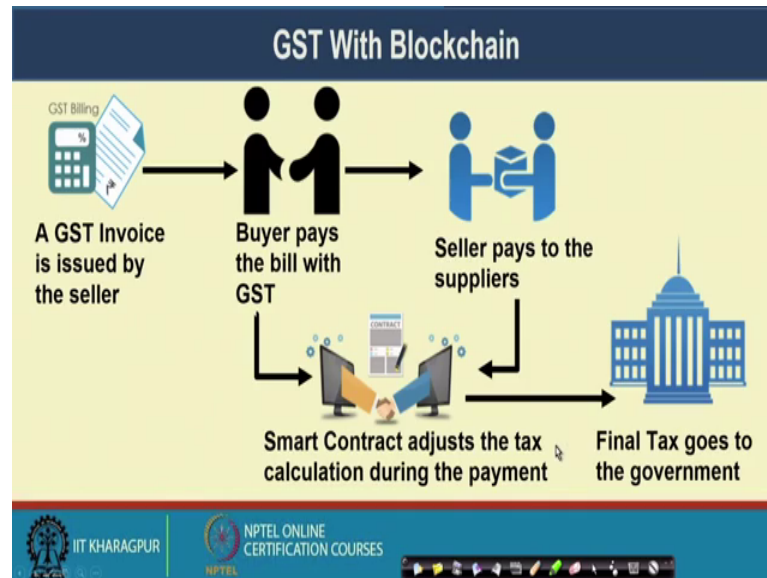 GST With Blockchain
GST Billing
%
A GST Invoice
is issued by
the seller
Buyer pays
the bill with
GST
Seller pays to the
suppliers
CONTRACT
Smart Contract adjusts the tax
calculation during the payment
Final Tax goes to
the government
IIT KHARAGPUR
NPTEL
NPTEL ONLINE
CERTIFICATION COURSES